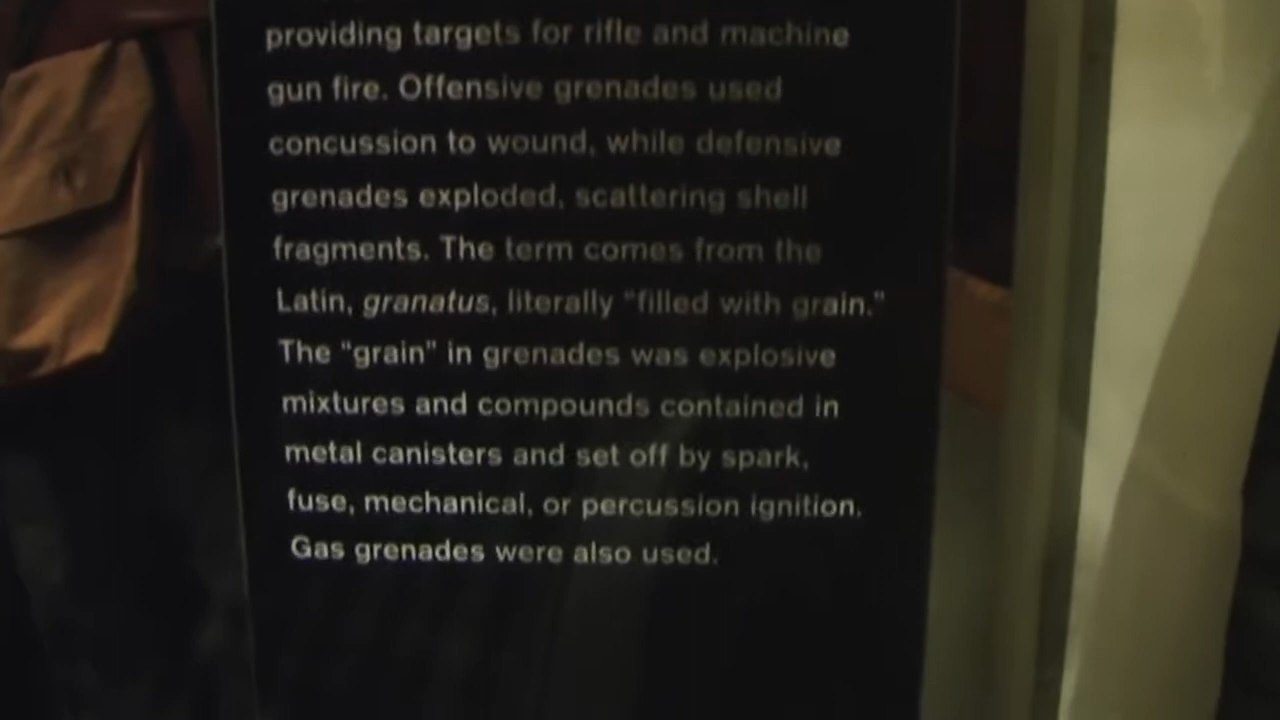 providing targets for rifle and machine
gun fire. Offensive grenades used
concussion to wound, while defensive
grenades exploded, scattering shell
fragments. The term comes from the
Latin, granatus, literally “filled with grain.”
The “grain” in grenades was explosive
mixtures and compounds contained in
metal canisters and set off by spark,
fuse, mechanical, or percussion ignition.
Gas grenades were also used.